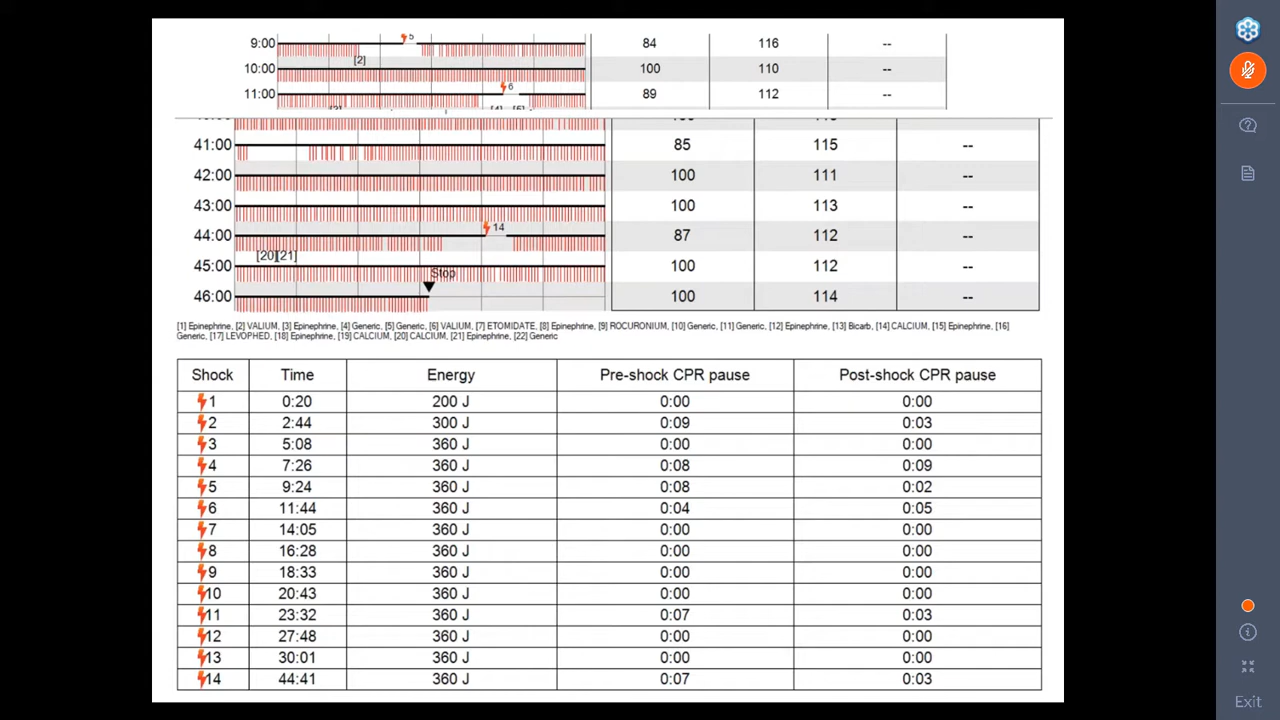 9:00 5 84 116 --
[2]
10:00 100 110 --
6
11:00 89 112 --
41:00 85 115 --
42:00 100 111 --
43:00 100 113 --
14
44:00 87 112 --
[20][21]
45:00 100 112 --
Stop
46:00 100 114 --
[1] Epinephrine, [2] VALIUM, [3] Epinephrine, [4] Generic, [5] Generic, [6] VALIUM, [7] ETOMIDATE, [8] Epinephrine, [9] ROCURONIUM, [10] Generic, [11] Generic, [12] Epinephrine, [13] Bicarb, [14] CALCIUM, [15] Epinephrine, [16]
Generic, [17] LEVOPHED, [18] Epinephrine, [19] CALCIUM, [20] CALCIUM, [21] Epinephrine, [22] Generic
Shock Time Energy Pre-shock CPR pause Post-shock CPR pause
1 0:20 200 J 0:00 0:00
2 2:44 300 J 0:09 0:03
3 5:08 360 J 0:00 0:00
4 7:26 360 J 0:08 0:09
5 9:24 360 J 0:08 0:02
6 11:44 360 J 0:04 0:05
7 14:05 360 J 0:00 0:00
8 16:28 360 J 0:00 0:00
9 18:33 360 J 0:00 0:00
10 20:43 360 J 0:00 0:00
11 23:32 360 J 0:07 0:03
12 27:48 360 J 0:00 0:00
13 30:01 360 J 0:00 0:00
14 44:41 360 J 0:07 0:03
Exit